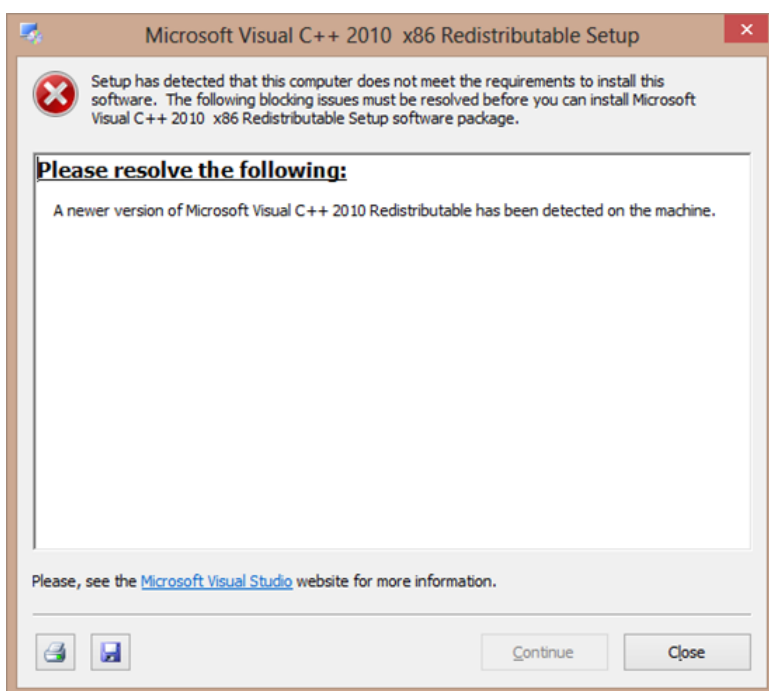 Microsoft Visual C++ 2010  x86 Redistributable Setup
Setup has detected that this computer does not meet the requirements to install this
software.  The following blocking issues must be resolved before you can install Microsoft
Visual C++ 2010  x86 Redistributable Setup software package.
Please resolve the following:
A newer version of Microsoft Visual C++ 2010 Redistributable has been detected on the machine.
Please, see the Microsoft Visual Studio website for more information.
Continue
Close